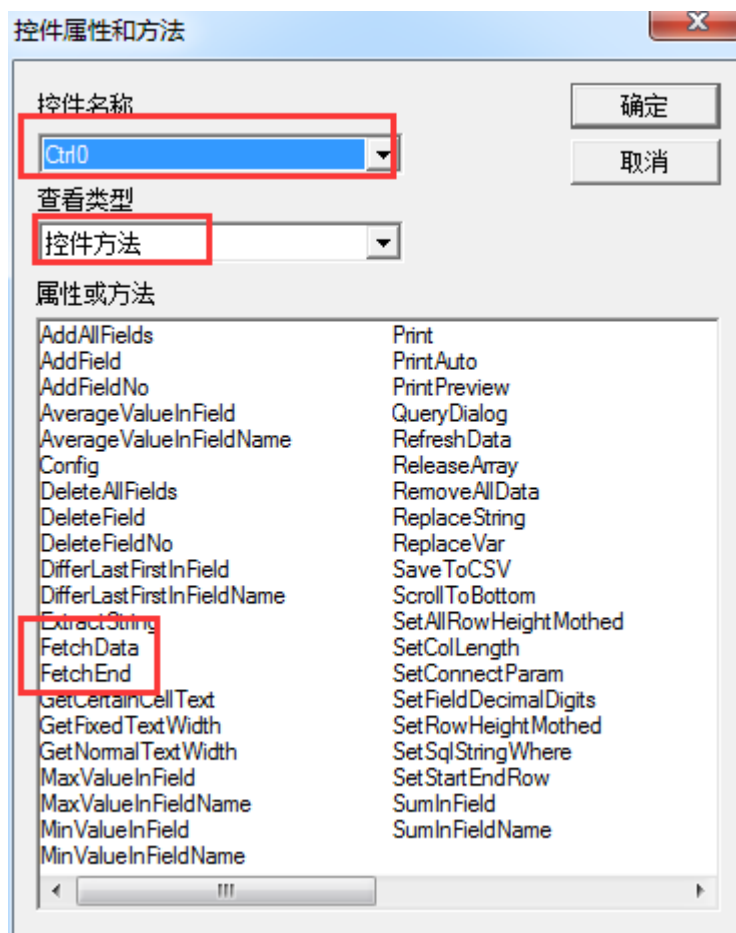 控件属性和方法
控件名称
确定
Ctrl0
取消
查看类型
控件方法
属性或方法
AddAllFields
AddField
AddFieldNo
AverageValueInField
AverageValueInFieldName
Config
DeleteAllFields
DeleteField
DeleteFieldNo
DifferLastFirstInField
DifferLastFirstInFieldName
ExtractString
FetchData
FetchEnd
GetCertainCellText
GetFixedTextWidth
GetNormalTextWidth
MaxValueInField
MaxValueInFieldName
MinValueInField
MinValueInFieldName
Print
PrintAuto
PrintPreview
QueryDialog
RefreshData
ReleaseArray
RemoveAllData
ReplaceString
ReplaceVar
SaveToCSV
ScrollToBottom
SetAllRowHeightMothed
SetColLength
SetConnectParam
SetFieldDecimalDigits
SetRowHeightMothed
SetSqlStringWhere
SetStartEndRow
SumInField
SumInFieldName